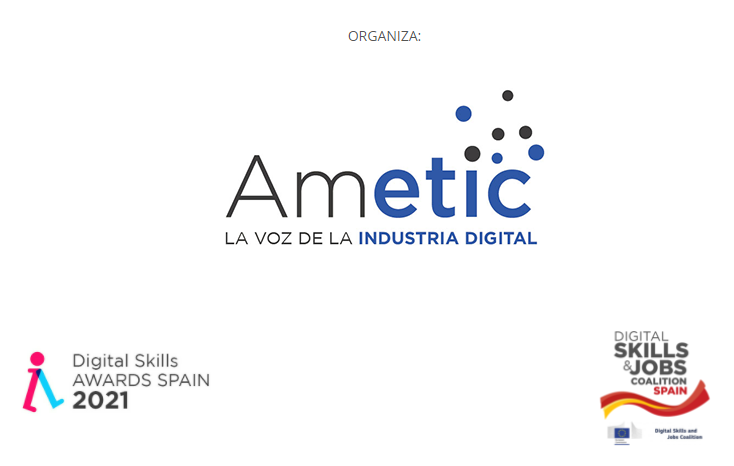 ORGANIZA:
Ametic
LA VOZ DE LA INDUSTRIA DIGITAL
Digital Skills
AWARDS SPAIN
2021
DIGITAL
SKILLS
&JOBS
COALITION
SPAIN
Digital Skills and
Jobs Coalition